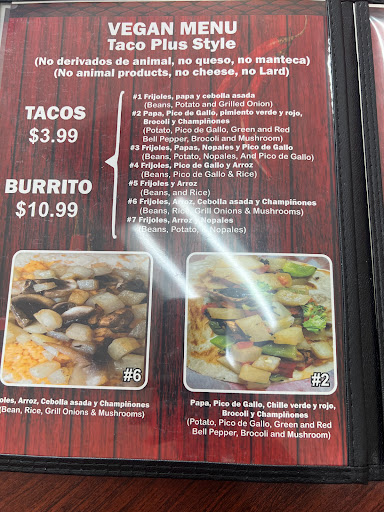 VEGAN MENU
Taco Plus Style
(No derivados de animal, no queso, no manteca)
(No animal products, no cheese, no Lard)
TACOS
$3.99
BURRITO
$10.99
#1 Frijoles, papa y cebolla asada
(Beans, Potato and Grilled Onion)
#2 Papa, Pico de Gallo, pimiento verde y rojo,
Brocoli y Champiñones
(Potato, Pico de Gallo, Green and Red
Bell Pepper, Brocoli and Mushroom)
#3 Frijoles, Papas, Nopales y Pico de Gallo
(Beans, Potato, Nopales, And Pico de Gallo)
#4 Frijoles, Pico de Gallo y Arroz
(Beans, Pico de Gallo & Rice)
#5 Frijoles y Arroz
(Beans, and Rice)
#6 Frijoles, Arroz, Cebolla asada y Champiñones
(Beans, Rice, Grill Onions & Mushrooms)
#7 Frijoles, Arroz y Nopales
(Beans, Potato, Nopales)
#6
#2
joles, Arroz, Cebolla asada y Champiñones
(Bean, Rice, Grill Onions & Mushrooms)
Papa, Pico de Gallo, Chille verde y rojo,
Brocoli y Champiñones
(Potato, Pico de Gallo, Green and Red
Bell Pepper, Brocoli and Mushroom)